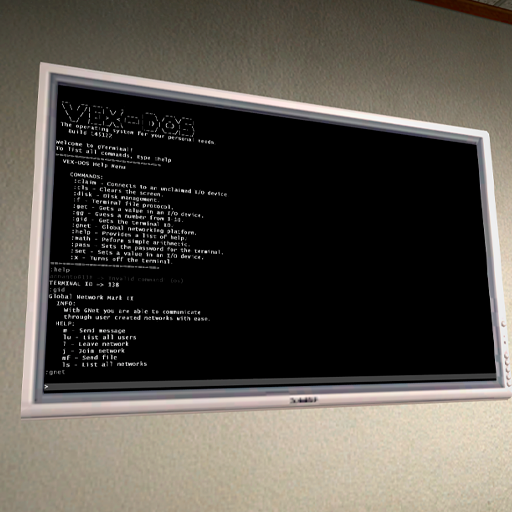 VEX-DOS
The operating system for your personal needs
Build 145122
Welcome to gTerminal!
To list all commands, type :help
VEX-DOS Help Menu
COMMANDS:
:claim - Connects to an unclaimed I/O device
:cls - Clears the screen.
:disk - Disk management.
:f - Terminal file protocol.
:get - Gets a value in an I/O device.
:gg - Guess a number from 1-10.
:gid - Gets the terminal ID.
:gnet - Global networking platform.
:help - Provides a list of help.
:math - Peform simple arithmetic.
:pass - Sets the password for the terminal.
:set - Sets a value in an I/O device.
:x - Turns off the terminal.
:help
TERMINAL ID -> 138
:gid
Global Network Mark II
INFO:
With GNet you are able to communicate
through user created networks with ease.
HELP:
m - Send message
lu - List all users
l - Leave network
j - Join network
mf - Send file
ls - List all networks
:gnet
>